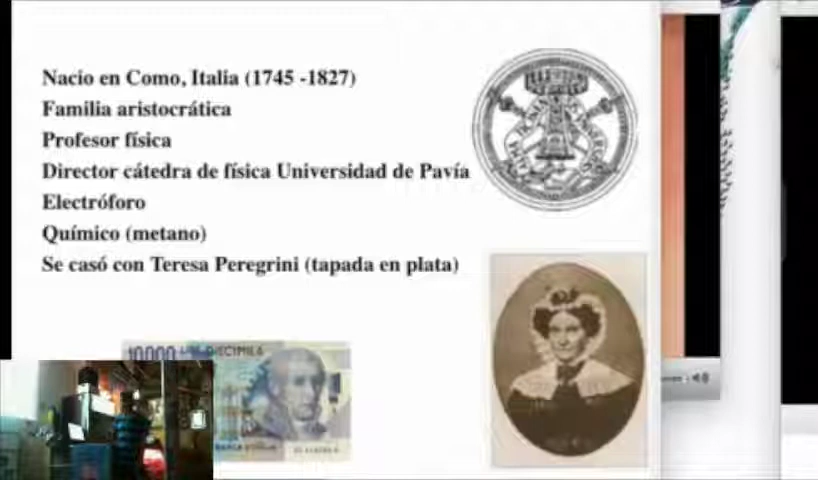 Nacio en Como, Italia (1745 -1827)
Familia aristocrática
Profesor física
Director cátedra de física Universidad de Pavía
Electróforo
Químico (metano)
Se casó con Teresa Peregrini (tapada en plata)
10000
DIECIMILA